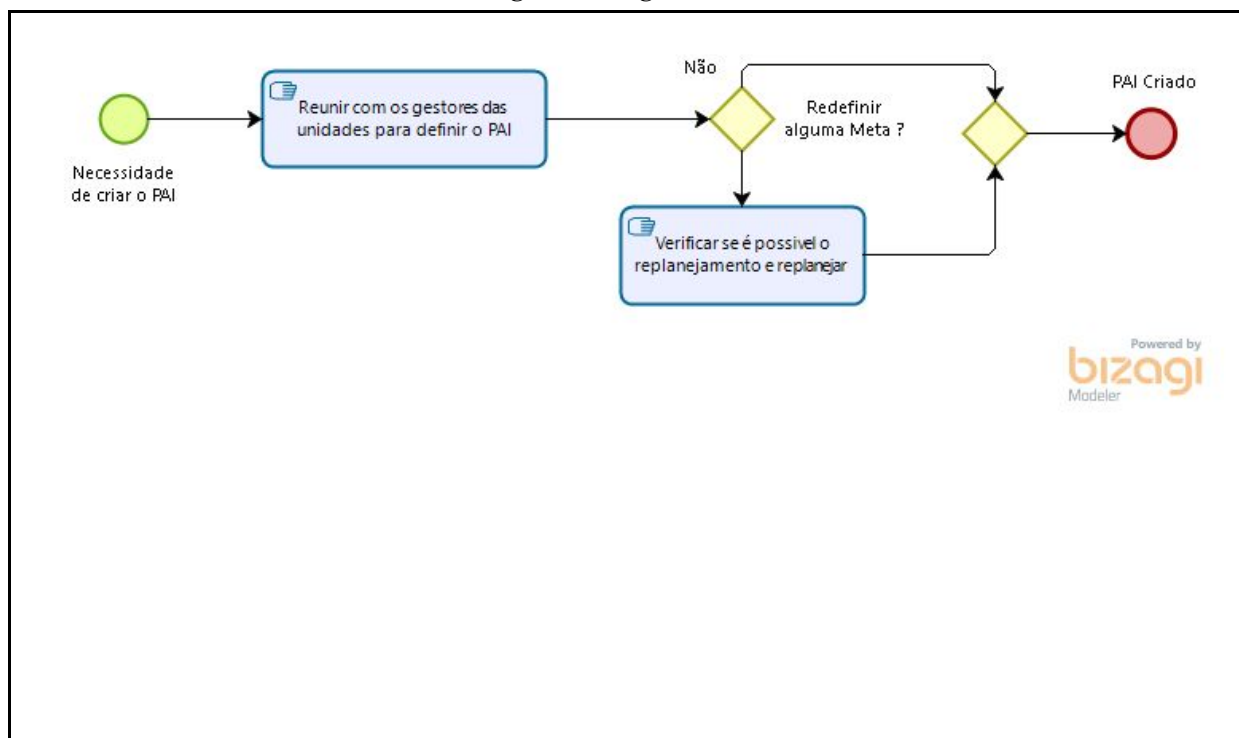 Necessidade
de criar o PAI
Reunir com os gestores das
unidades para definir o PAI
Não
Redefinir
alguma Meta ?
Verificar se é possivel o
replanejamento e replanejar
PAI Criado
Powered by
bizagi
Modeler